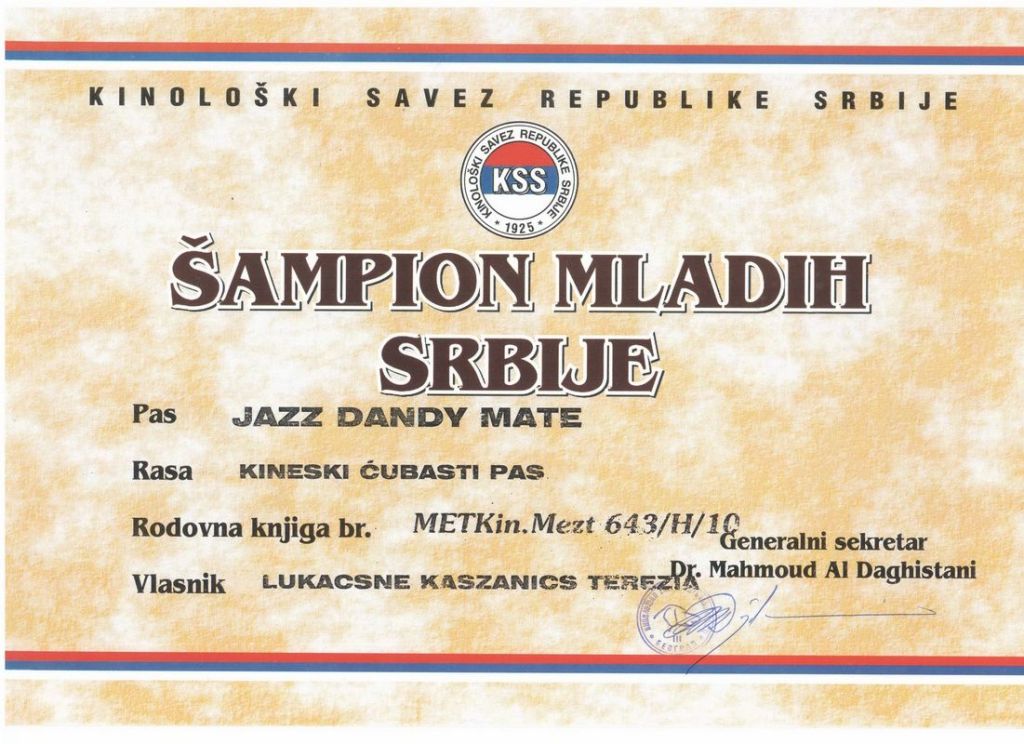 KINOLOŠKI SAVEZ REPUBLIKE SRBIJE
KINOLOŠKI SAVEZ REPUBLIKE SRBIJE
KSS
* 1925 *
ŠAMPION MLADIH
SRBIJE
Pas JAZZ DANDY MATE
Rasa KINESKI ĆUBASTI PAS
Rodovna knjiga br. METKin.Mezt 643/H/10
Generalni sekretar
Dr. Mahmoud Al Daghistani
Vlasnik LUKACSNE KASZANICS TEREZIA
III